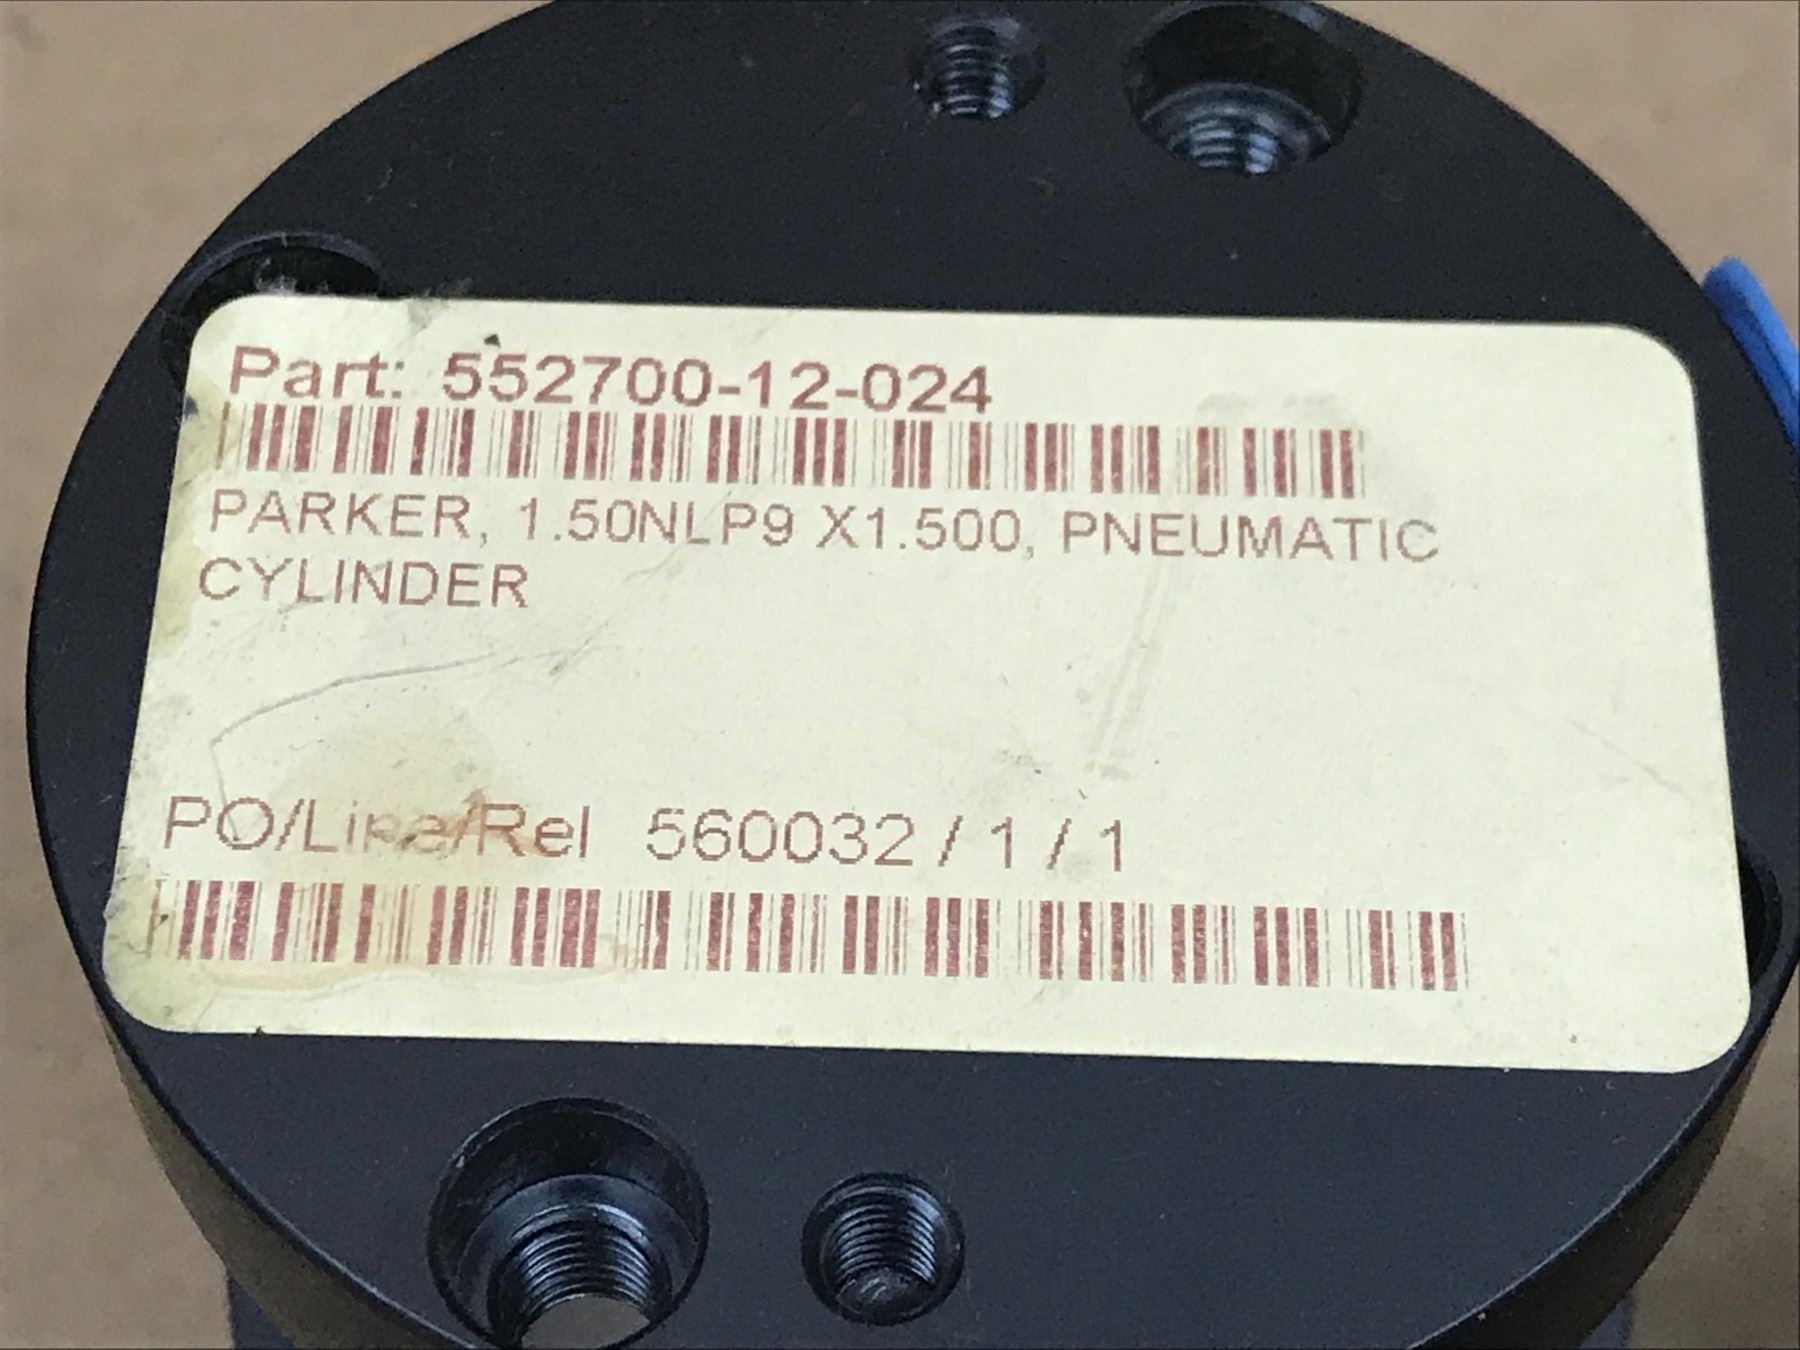 Part: 552700-12-024
PARKER, 1.50NLP9 X1.500, PNEUMATIC
CYLINDER
PO/Line/Rel 560032 / 1 / 1